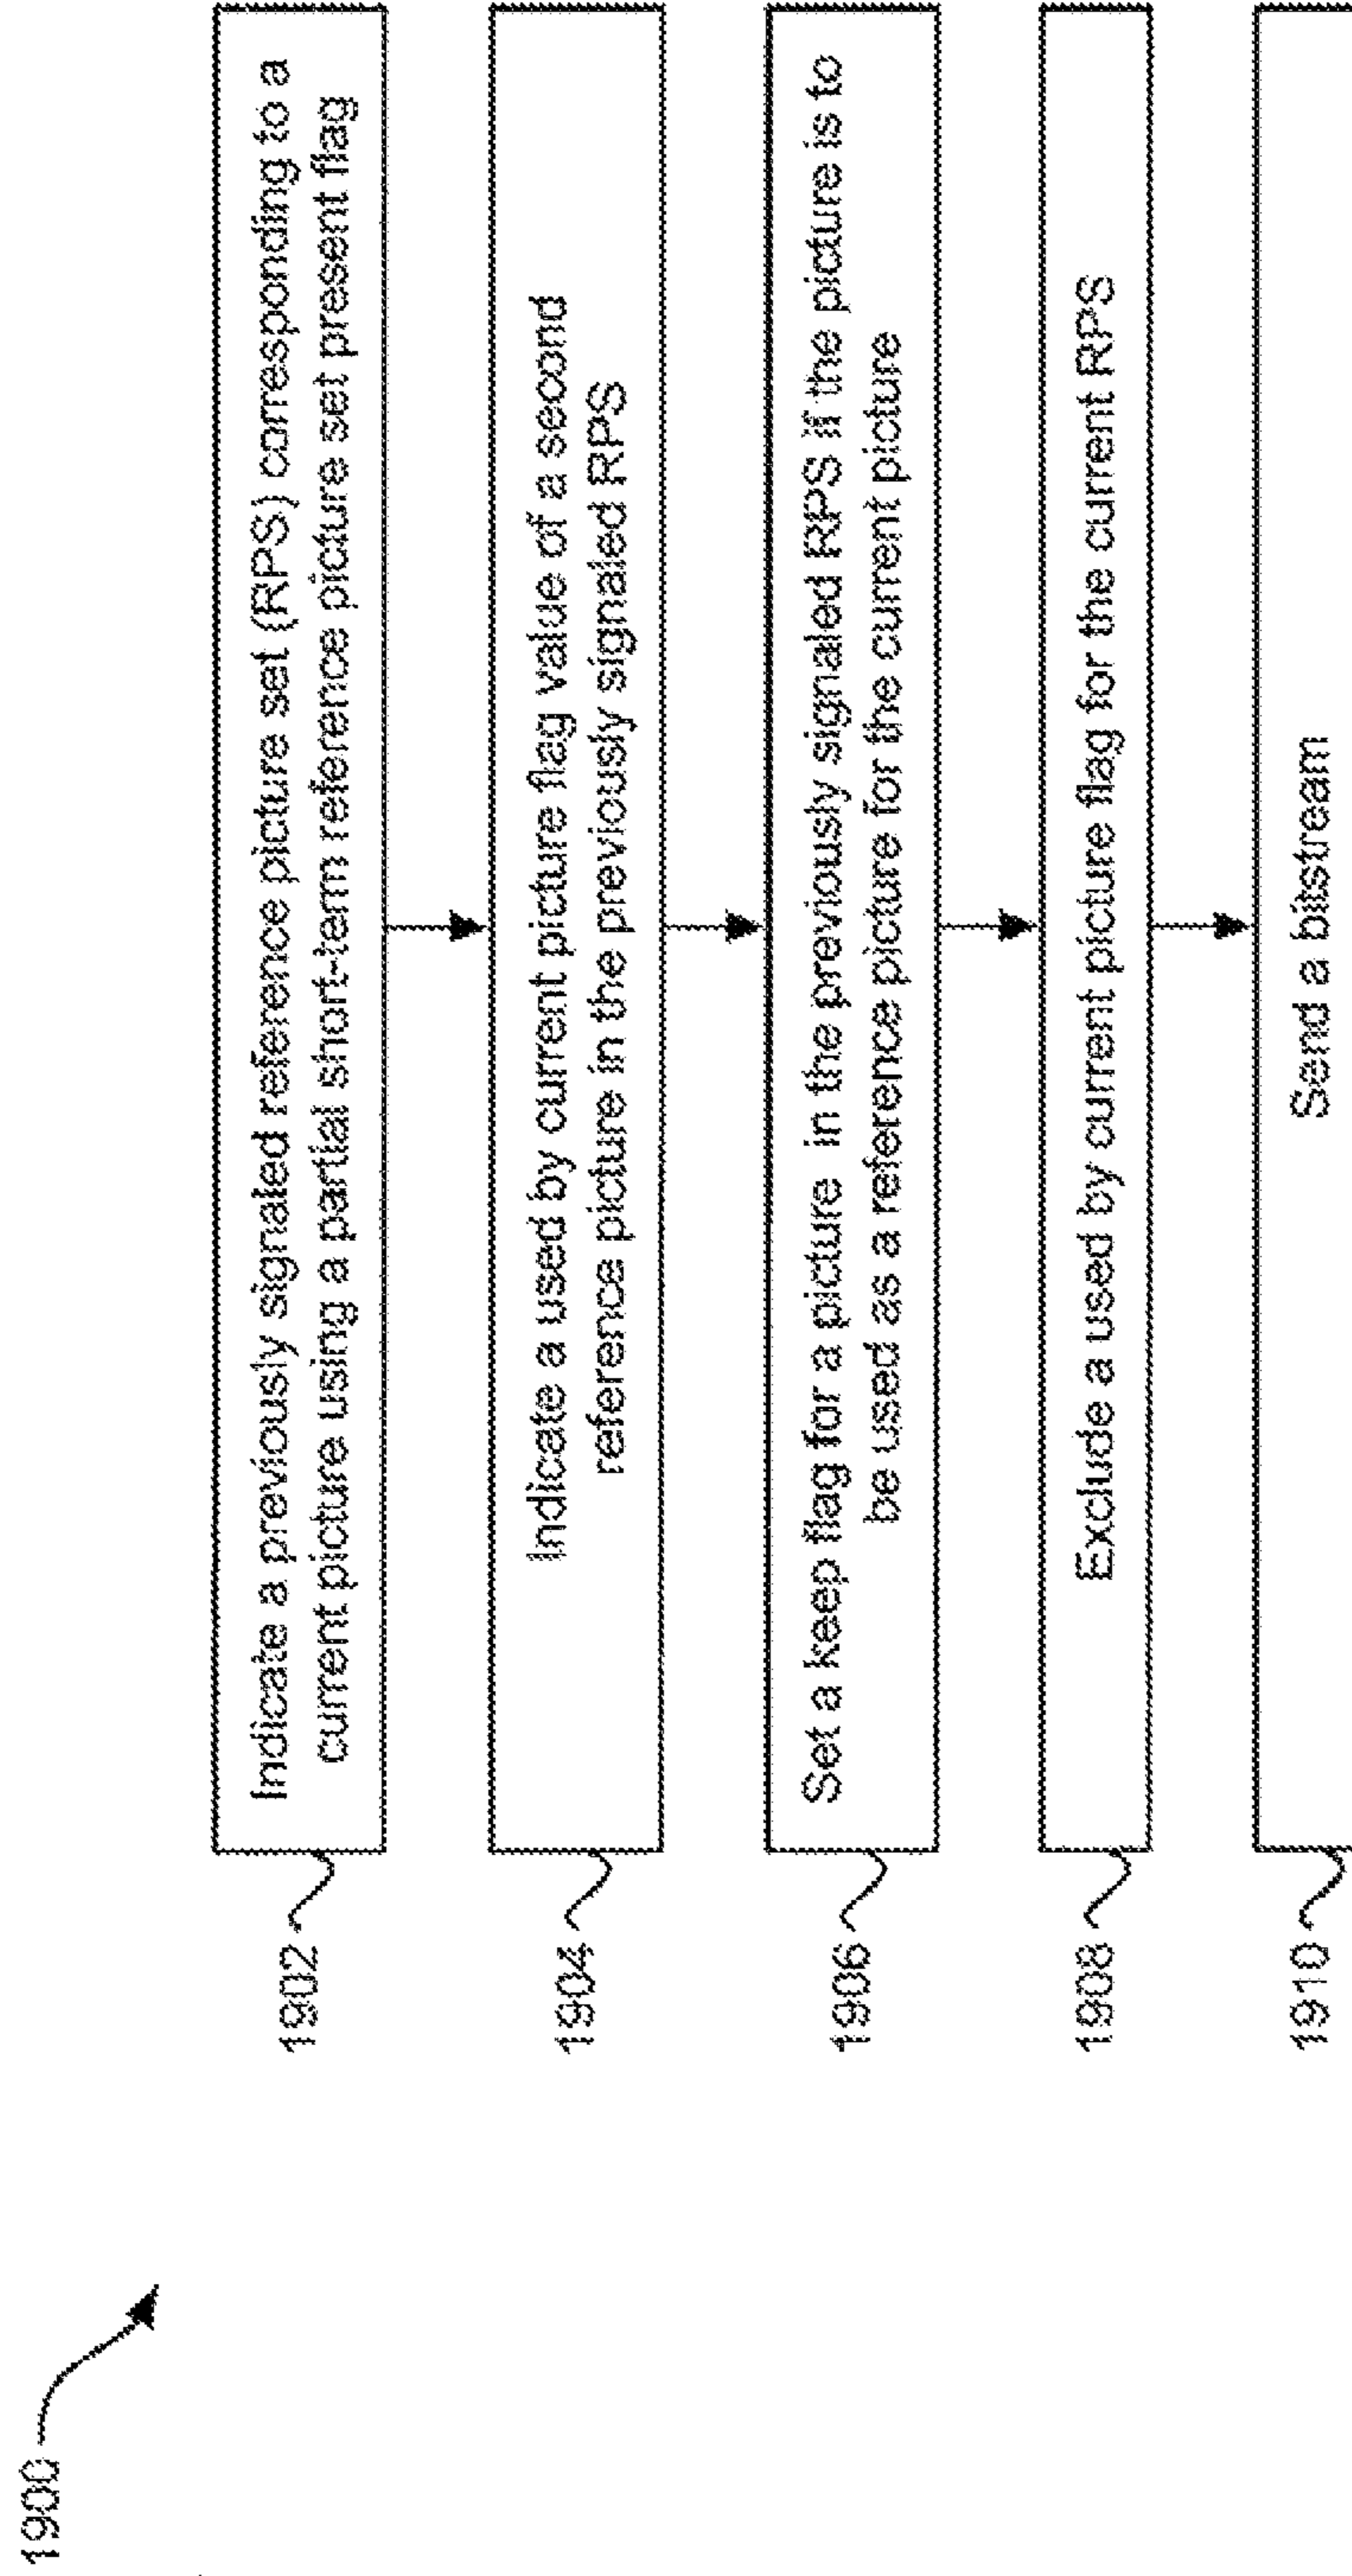 1900
1902
Indicate a previously signaled reference picture set (RPS) corresponding to a
current picture using a partial short-term reference picture set present flag
1904
Indicate a used by current picture flag value of a second
reference picture in the previously signaled RPS
1906
Set a keep flag for a picture in the previously signaled RPS if the picture is to
be used as a reference picture for the current picture
1908
Exclude a used by current picture flag for the current RPS
1910
Send a bitstream